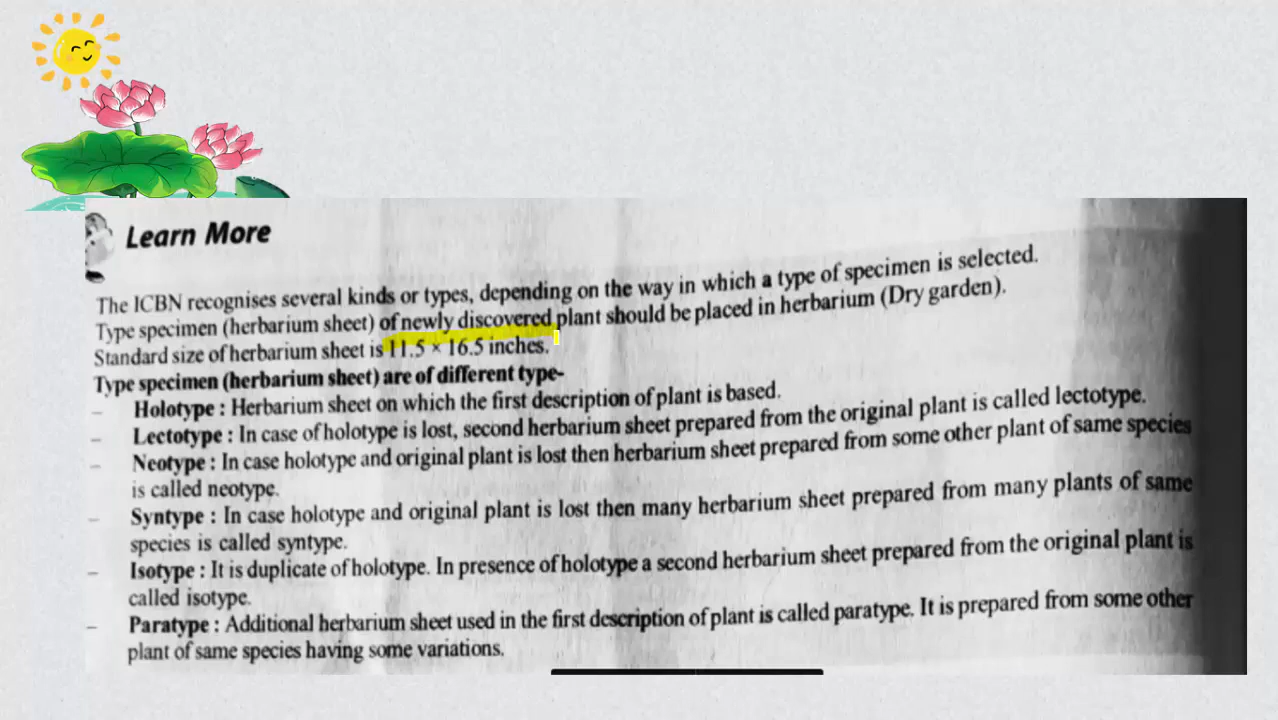 Learn More
The ICBN recognises several kinds or types, depending on the way in which a type of specimen is selected.
Type specimen (herbarium sheet) of newly discovered plant should be placed in herbarium (Dry garden).
Standard size of herbarium sheet is 11.5 × 16.5 inches.
Type specimen (herbarium sheet) are of different type-
– Holotype : Herbarium sheet on which the first description of plant is based.
– Lectotype : In case of holotype is lost, second herbarium sheet prepared from the original plant is called lectotype.
– Neotype : In case holotype and original plant is lost then herbarium sheet prepared from some other plant of same species
is called neotype.
– Syntype : In case holotype and original plant is lost then many herbarium sheet prepared from many plants of same
species is called syntype.
– Isotype : It is duplicate of holotype. In presence of holotype a second herbarium sheet prepared from the original plant is
called isotype.
– Paratype : Additional herbarium sheet used in the first description of plant is called paratype. It is prepared from some other
plant of same species having some variations.